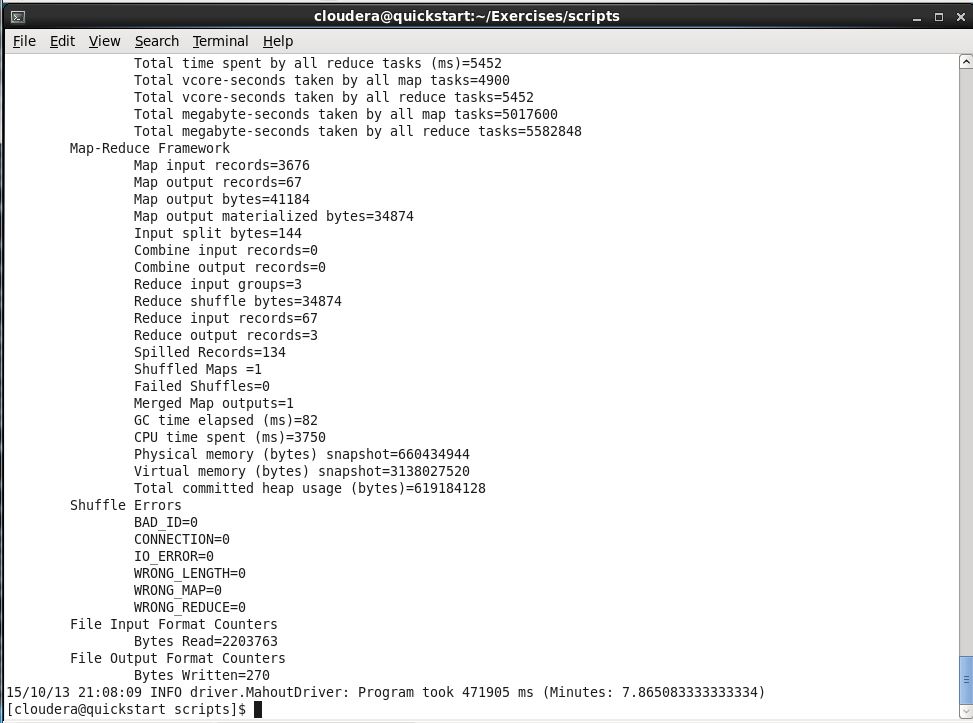 cloudera@quickstart:~/Exercises/scripts
File Edit View Search Terminal Help
Total time spent by all reduce tasks (ms)=5452
Total vcore-seconds taken by all map tasks=4900
Total vcore-seconds taken by all reduce tasks=5452
Total megabyte-seconds taken by all map tasks=5017600
Total megabyte-seconds taken by all reduce tasks=5582848
Map-Reduce Framework
Map input records=3676
Map output records=67
Map output bytes=41184
Map output materialized bytes=34874
Input split bytes=144
Combine input records=0
Combine output records=0
Reduce input groups=3
Reduce shuffle bytes=34874
Reduce input records=67
Reduce output records=3
Spilled Records=134
Shuffled Maps =1
Failed Shuffles=0
Merged Map outputs=1
GC time elapsed (ms)=82
CPU time spent (ms)=3750
Physical memory (bytes) snapshot=660434944
Virtual memory (bytes) snapshot=3138027520
Total committed heap usage (bytes)=619184128
Shuffle Errors
BAD_ID=0
CONNECTION=0
IO_ERROR=0
WRONG_LENGTH=0
WRONG_MAP=0
WRONG_REDUCE=0
File Input Format Counters
Bytes Read=2203763
File Output Format Counters
Bytes Written=270
15/10/13 21:08:09 INFO driver.MahoutDriver: Program took 471905 ms (Minutes: 7.865083333333334)
[cloudera@quickstart scripts]$